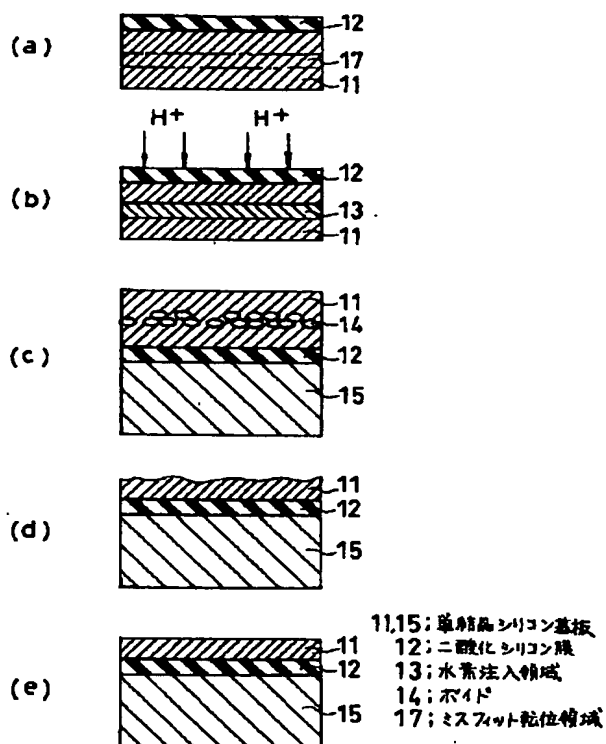 (a)
12
17
11
H+ H+
(b)
12
13
11
(c)
11
14
12
15
(d)
11
12
15
(e)
11
12
15
11,15; 単結晶シリコン基板
12; 二酸化シリコン膜
13; 水素注入領域
14; ボイド
17; ミスフィット転位領域